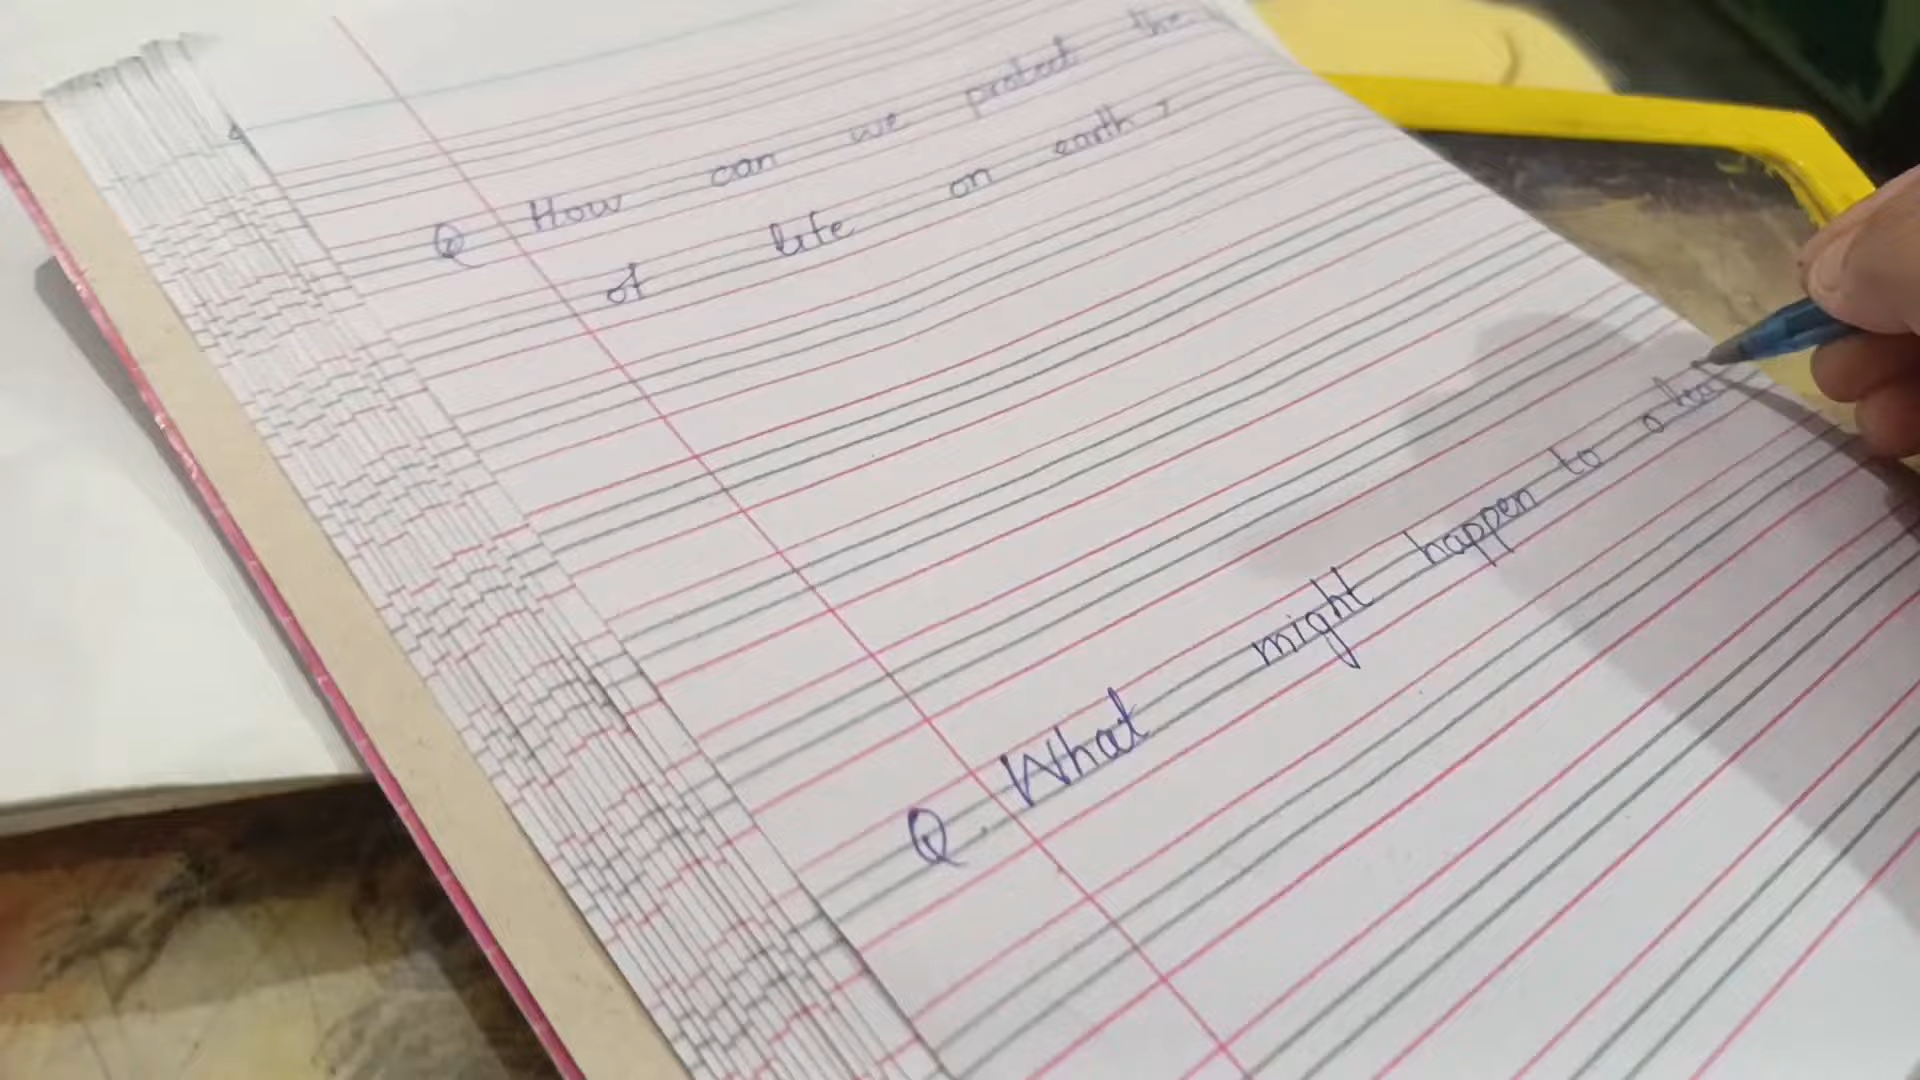 Q How can we protect the
of life on earth ?
Q. What might happen to a